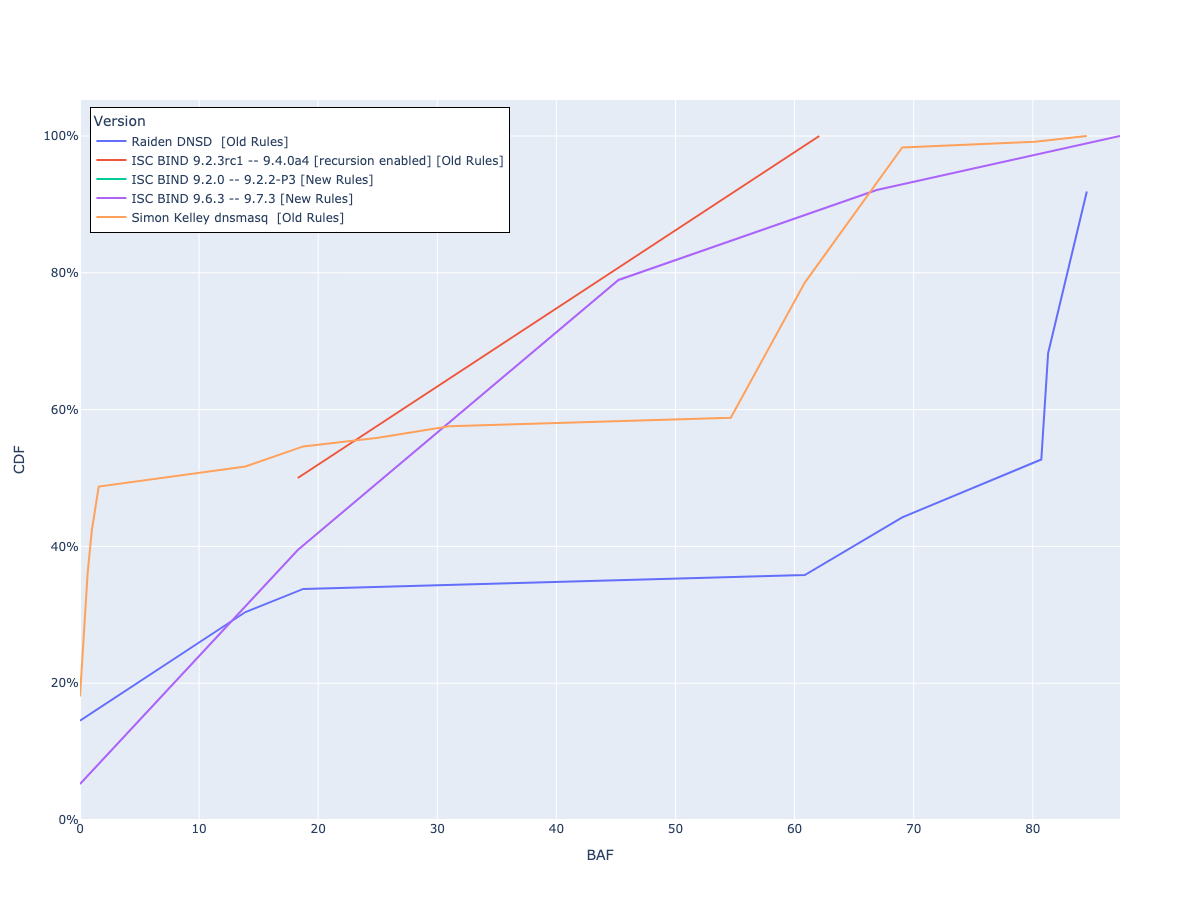 Version
Raiden DNSD  [Old Rules]
ISC BIND 9.2.3rc1 -- 9.4.0a4 [recursion enabled] [Old Rules]
ISC BIND 9.2.0 -- 9.2.2-P3 [New Rules]
ISC BIND 9.6.3 -- 9.7.3 [New Rules]
Simon Kelley dnsmasq  [Old Rules]
100%
80%
60%
40%
20%
0%
CDF
0 10 20 30 40 50 60 70 80
BAF